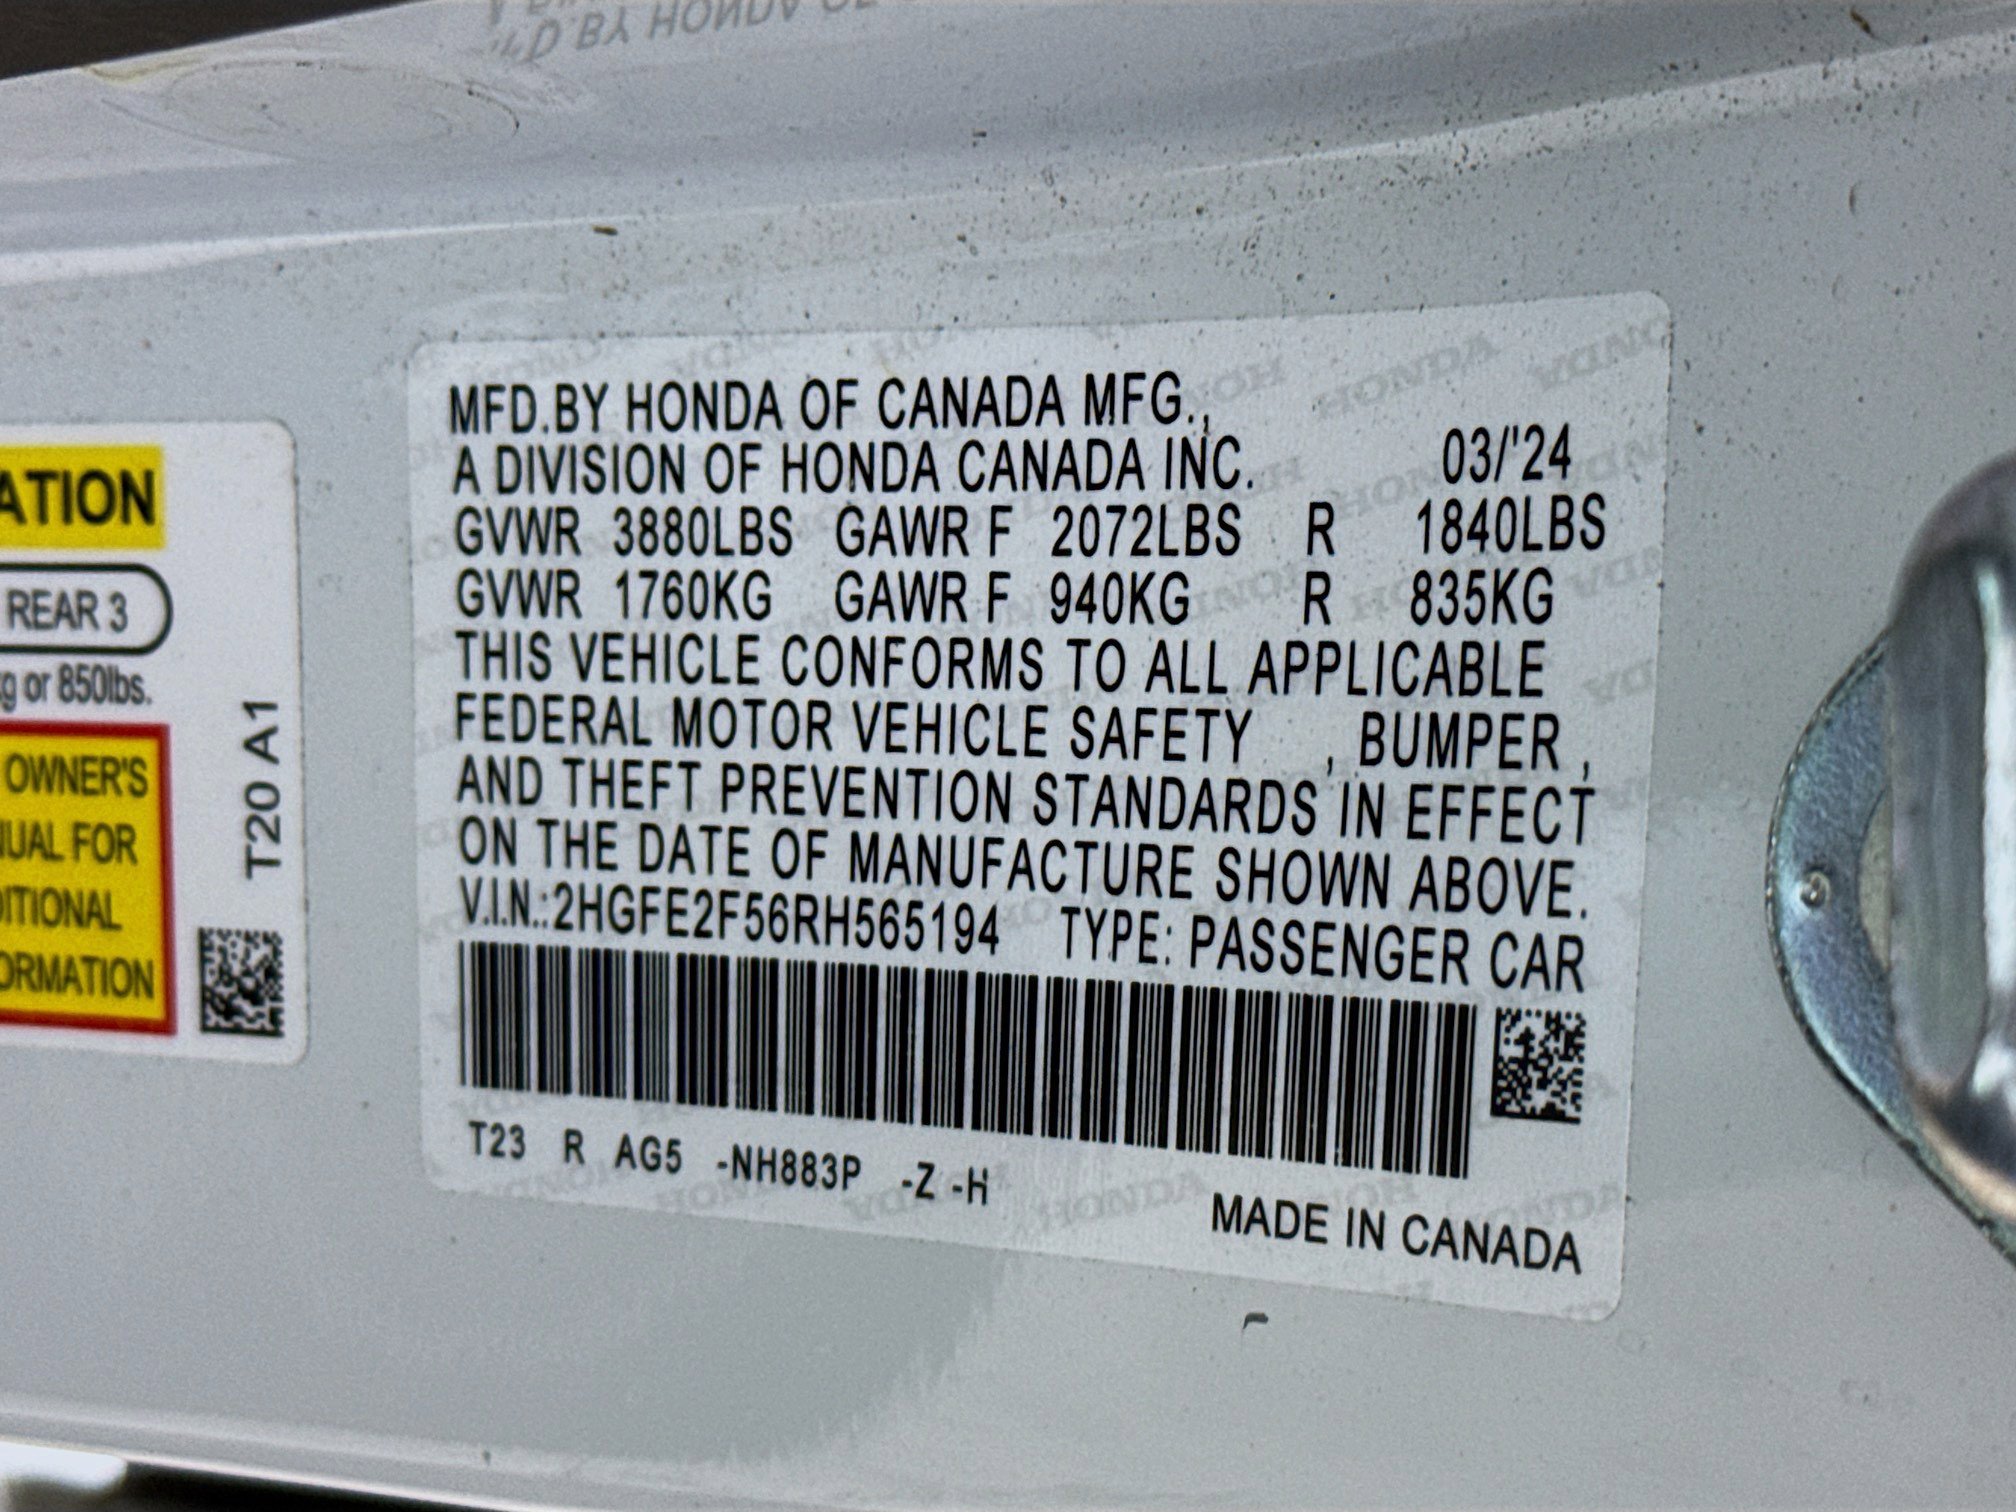 MFD.BY HONDA OF CANADA MFG.,
A DIVISION OF HONDA CANADA INC. 03/'24
GVWR 3880LBS GAWR F 2072LBS R 1840LBS
GVWR 1760KG GAWR F 940KG R 835KG
THIS VEHICLE CONFORMS TO ALL APPLICABLE
FEDERAL MOTOR VEHICLE SAFETY , BUMPER ,
AND THEFT PREVENTION STANDARDS IN EFFECT
ON THE DATE OF MANUFACTURE SHOWN ABOVE.
V.I.N.:2HGFE2F56RH565194 TYPE: PASSENGER CAR
T23 R AG5 -NH883P -Z -H
MADE IN CANADA
ATION
REAR 3
kg or 850lbs.
OWNER'S
NUAL FOR
DITIONAL
ORMATION
T20 A1